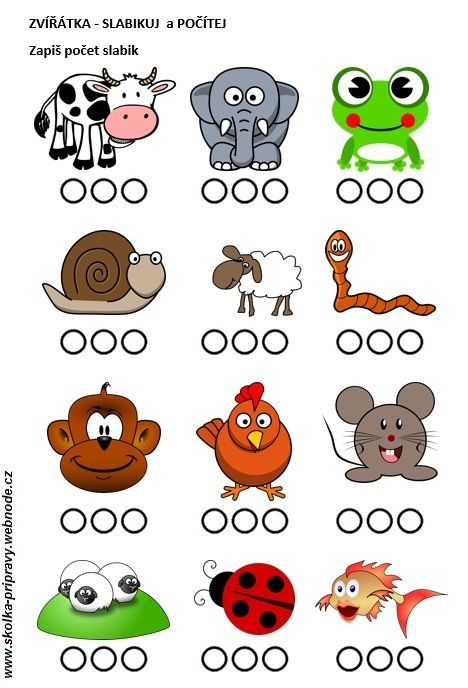 ZVÍŘÁTKA - SLABIKUJ a POČÍTEJ
Zapiš počet slabik
www.skolka-pripravy.webnode.cz